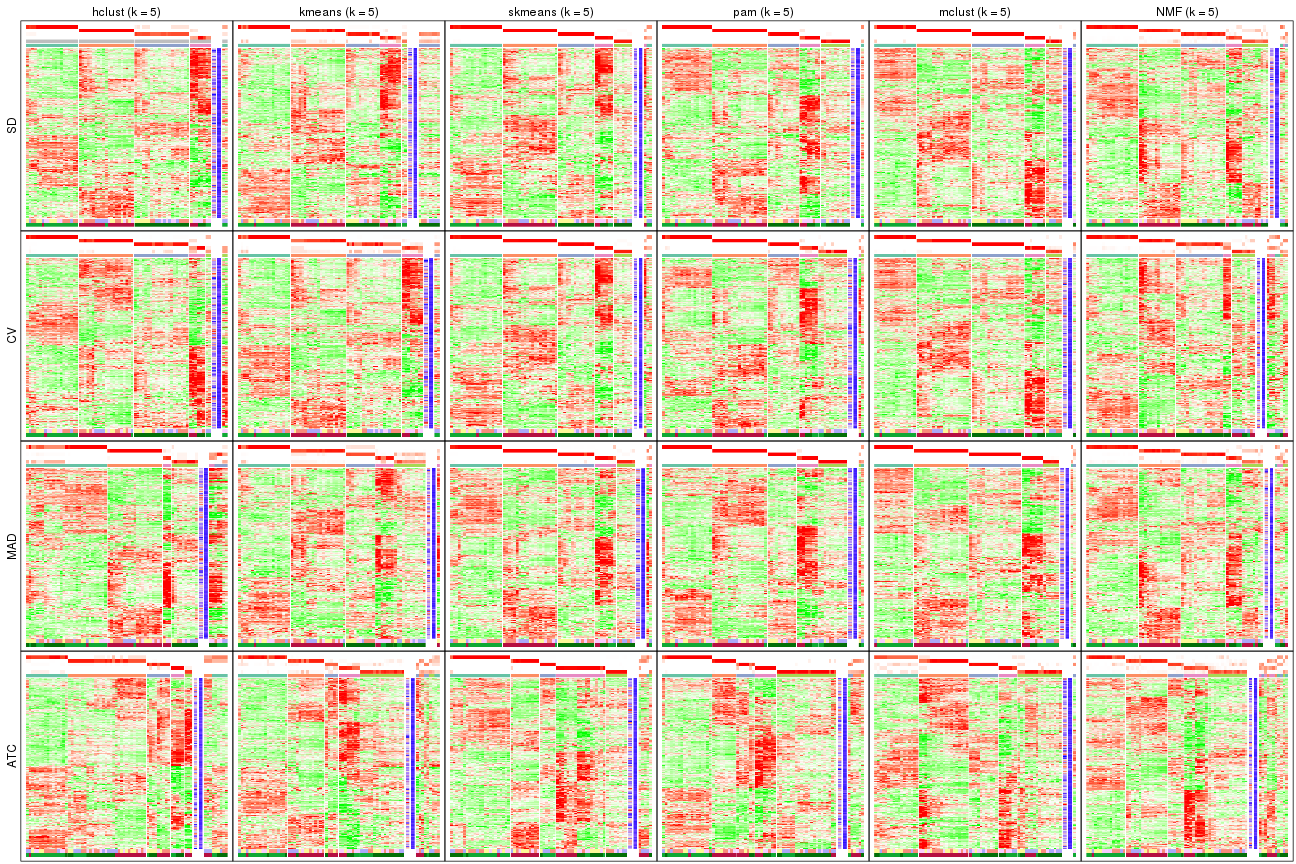 hclust (k = 5) kmeans (k = 5) skmeans (k = 5) pam (k = 5) mclust (k = 5) NMF (k = 5)
SD
CV
MAD
ATC